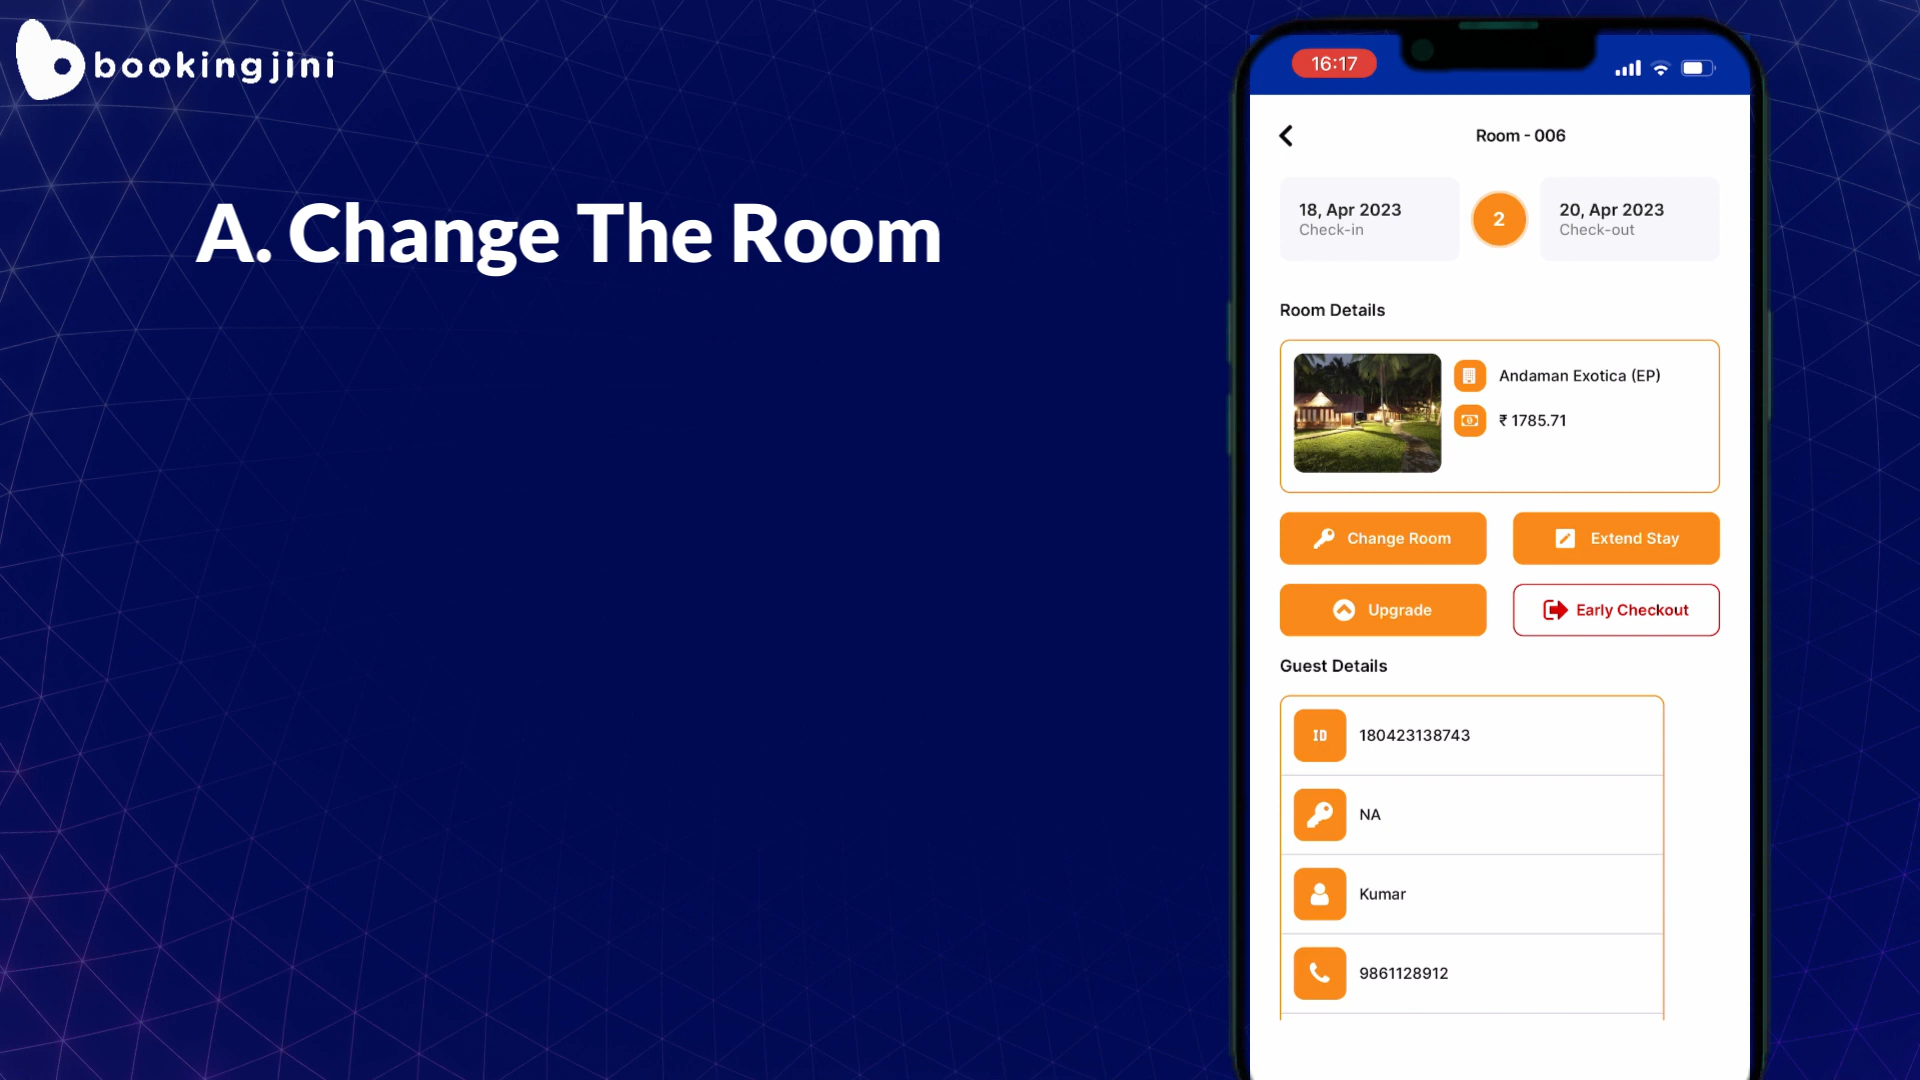 bookingjini
A. Change The Room
16:17
Room - 006
18, Apr 2023
Check-in
2
20, Apr 2023
Check-out
Room Details
Andaman Exotica (EP)
₹ 1785.71
Change Room
Extend Stay
Upgrade
Early Checkout
Guest Details
ID
180423138743
NA
Kumar
9861128912